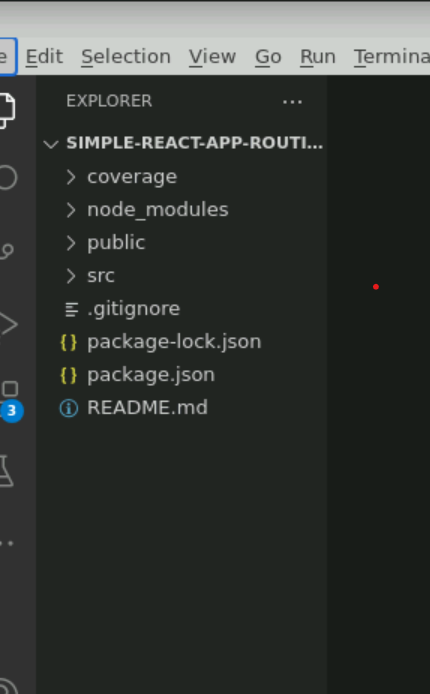 e Edit Selection View Go Run Termina
EXPLORER ...
SIMPLE-REACT-APP-ROUTI...
coverage
node_modules
public
src
.gitignore
{} package-lock.json
{} package.json
README.md
3